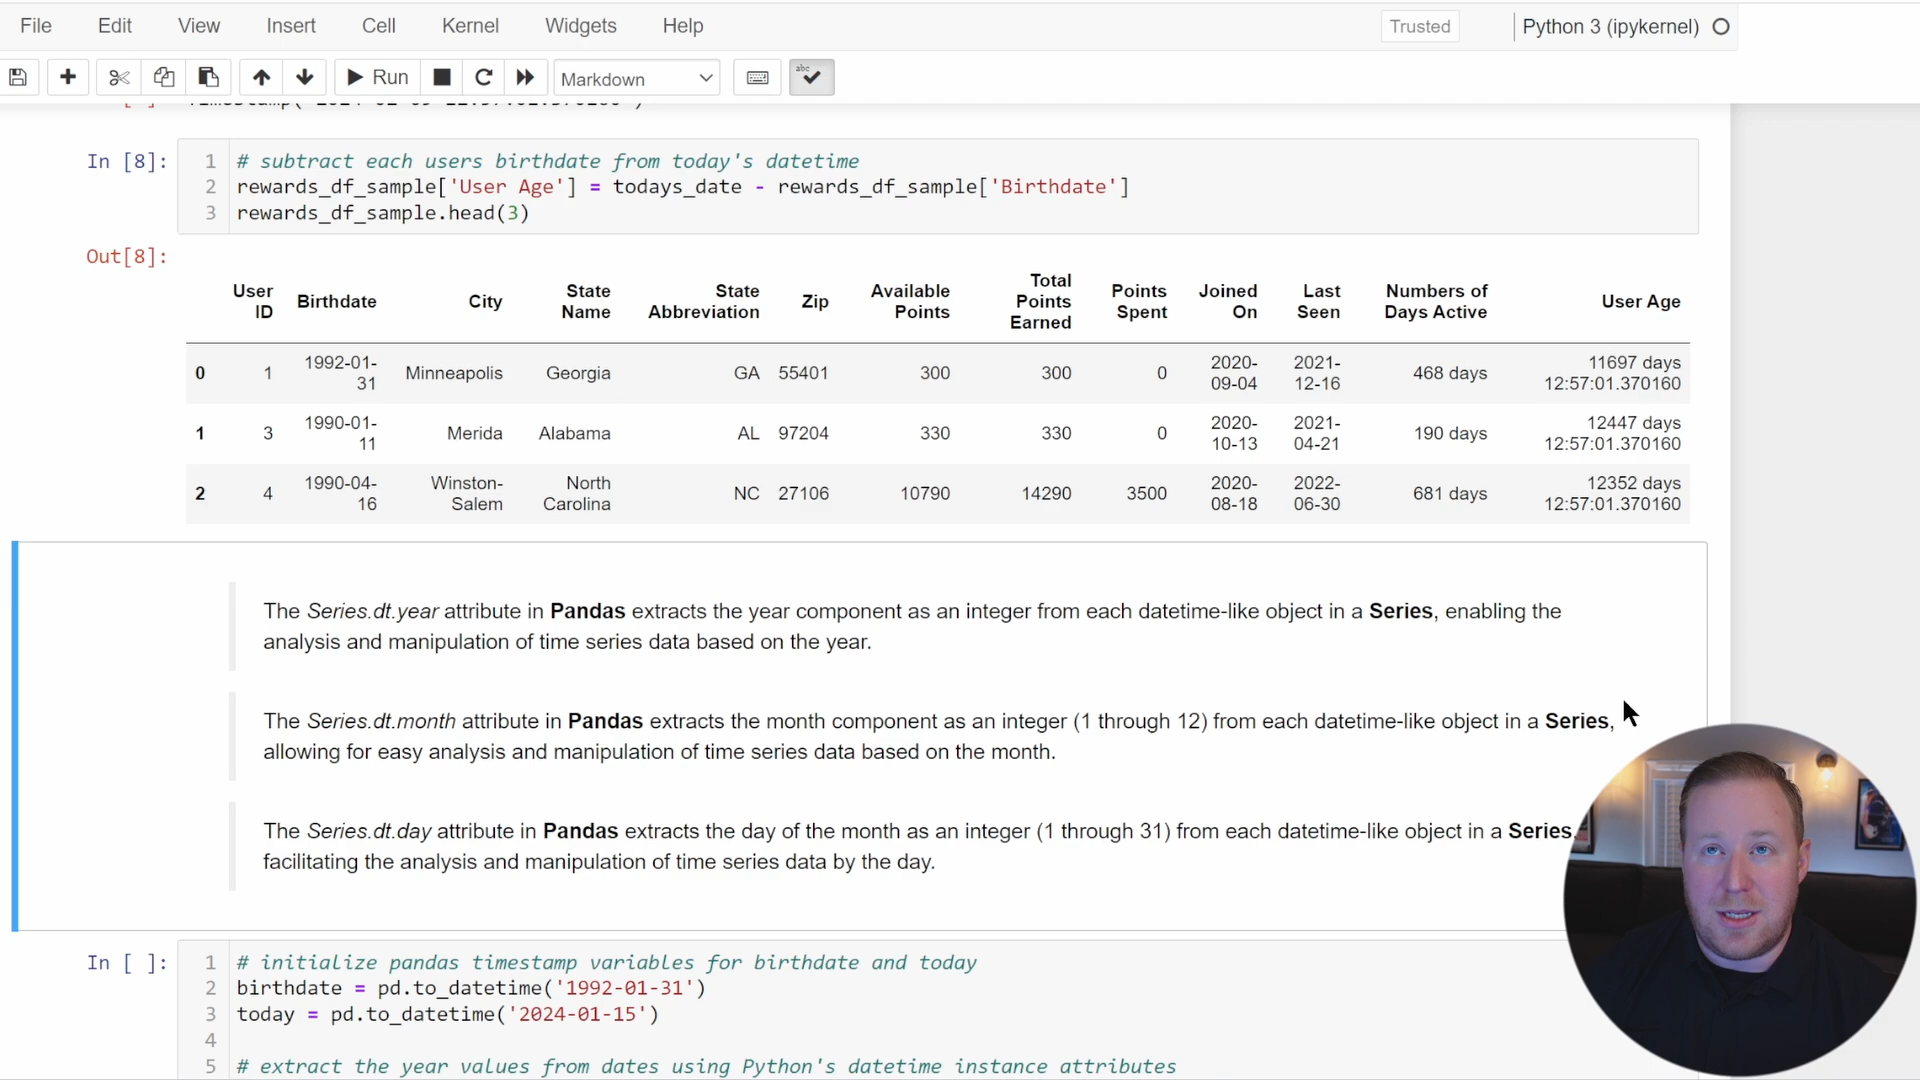 File Edit View Insert Cell Kernel Widgets Help Trusted Python 3 (ipykernel)
Run Markdown abc
In [8]: 1 # subtract each users birthdate from today's datetime
2 rewards_df_sample['User Age'] = todays_date - rewards_df_sample['Birthdate']
3 rewards_df_sample.head(3)
Out[8]:
User ID Birthdate City State Name State Abbreviation Zip Available Points Total Points Earned Points Spent Joined On Last Seen Numbers of Days Active User Age
0 1 1992-01-31 Minneapolis Georgia GA 55401 300 300 0 2020-09-04 2021-12-16 468 days 11697 days 12:57:01.370160
1 3 1990-01-11 Merida Alabama AL 97204 330 330 0 2020-10-13 2021-04-21 190 days 12447 days 12:57:01.370160
2 4 1990-04-16 Winston-Salem North Carolina NC 27106 10790 14290 3500 2020-08-18 2022-06-30 681 days 12352 days 12:57:01.370160
The Series.dt.year attribute in Pandas extracts the year component as an integer from each datetime-like object in a Series, enabling the
analysis and manipulation of time series data based on the year.
The Series.dt.month attribute in Pandas extracts the month component as an integer (1 through 12) from each datetime-like object in a Series,
allowing for easy analysis and manipulation of time series data based on the month.
The Series.dt.day attribute in Pandas extracts the day of the month as an integer (1 through 31) from each datetime-like object in a Series,
facilitating the analysis and manipulation of time series data by the day.
In [ ]: 1 # initialize pandas timestamp variables for birthdate and today
2 birthdate = pd.to_datetime('1992-01-31')
3 today = pd.to_datetime('2024-01-15')
4
5 # extract the year values from dates using Python's datetime instance attributes